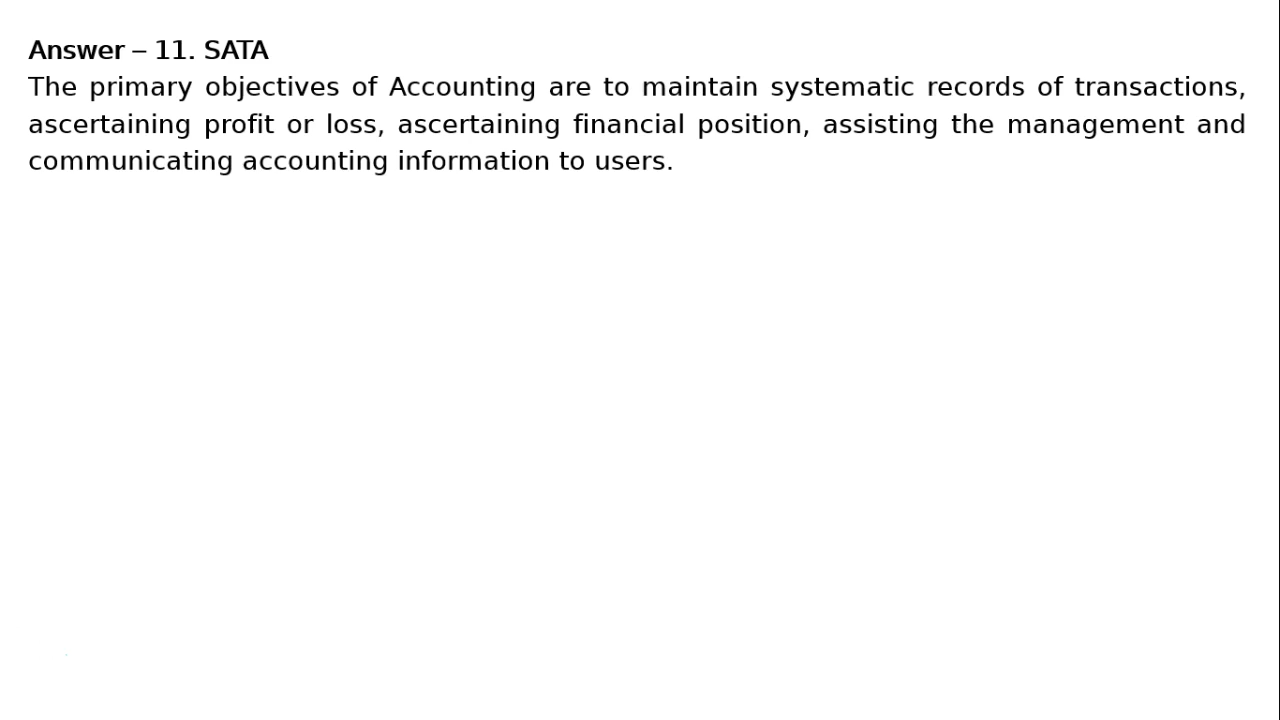 Answer – 11. SATA
The primary objectives of Accounting are to maintain systematic records of transactions,
ascertaining profit or loss, ascertaining financial position, assisting the management and
communicating accounting information to users.